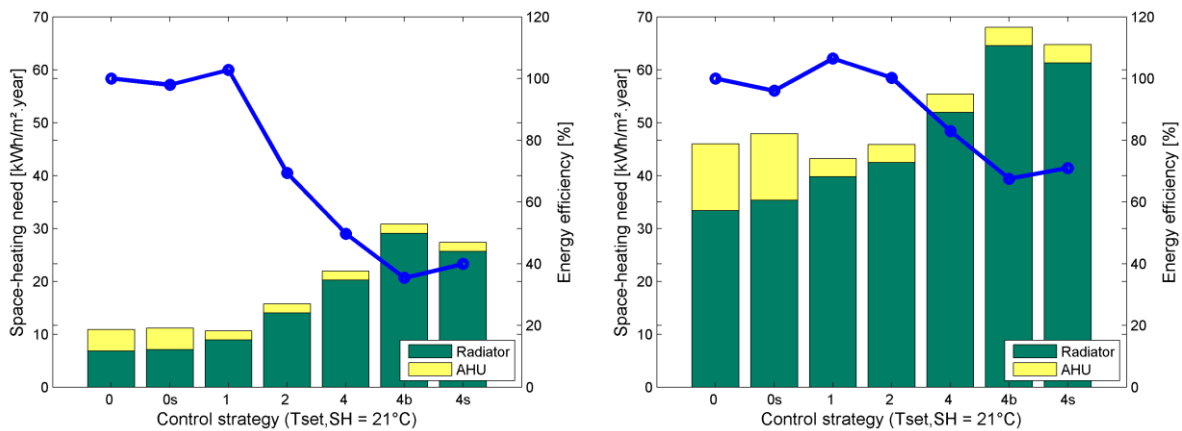 70
60
50
40
30
20
10
0
Space-heating need [kWh/m².year]
120
100
80
60
40
20
0
Energy efficiency [%]
Radiator
AHU
0 0s 1 2 4 4b 4s
Control strategy (Tset,SH = 21°C)
70
60
50
40
30
20
10
0
Space-heating need [kWh/m².year]
120
100
80
60
40
20
0
Energy efficiency [%]
Radiator
AHU
0 0s 1 2 4 4b 4s
Control strategy (Tset,SH = 21°C)